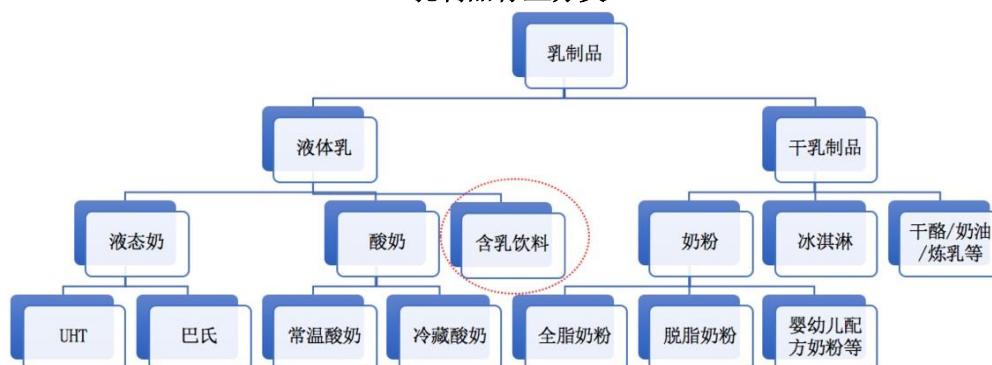 乳制品
液体乳
干乳制品
液态奶
酸奶
含乳饮料
奶粉
冰淇淋
干酪/奶油
/炼乳等
UHT
巴氏
常温酸奶
冷藏酸奶
全脂奶粉
脱脂奶粉
婴幼儿配
方奶粉等